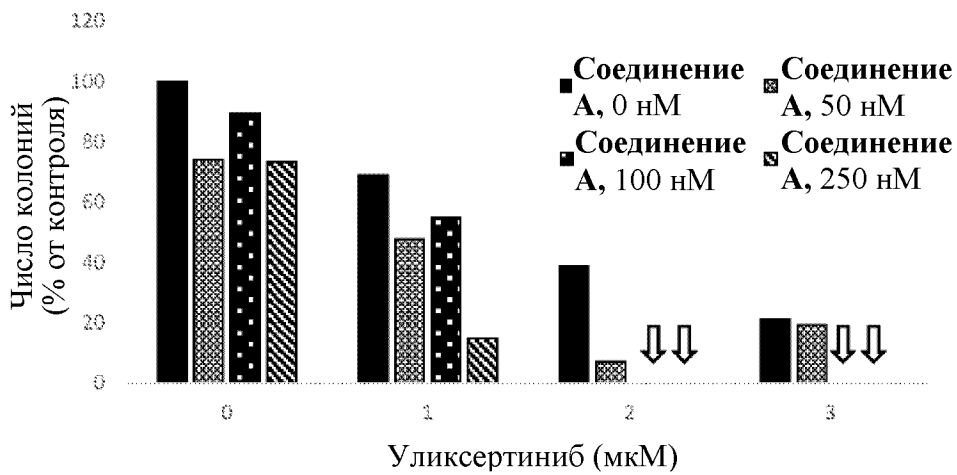 120
100
80
60
40
20
0
Число колоний
(% от контроля)
Соединение
А, 0 нМ
Соединение
А, 50 нМ
Соединение
А, 100 нМ
Соединение
А, 250 нМ
0 1 2 3
Уликсертиниб (мкМ)